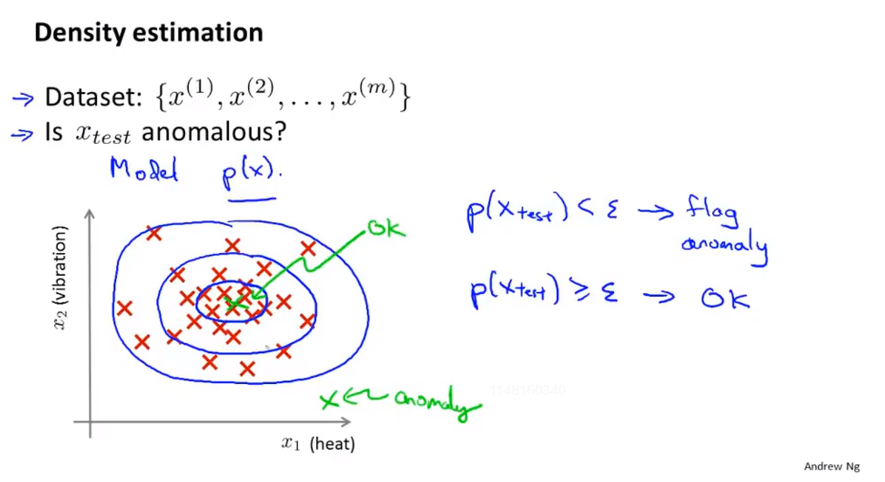 Density estimation
→ Dataset: {x^(1), x^(2), ..., x^(m)}
→ Is x_test anomalous?
Model p(x).
OK
p(x_test) < ε → flag
anomaly
p(x_test) ≥ ε → OK
x_2 (vibration)
x ← anomaly
1148150340
x_1 (heat)
Andrew Ng